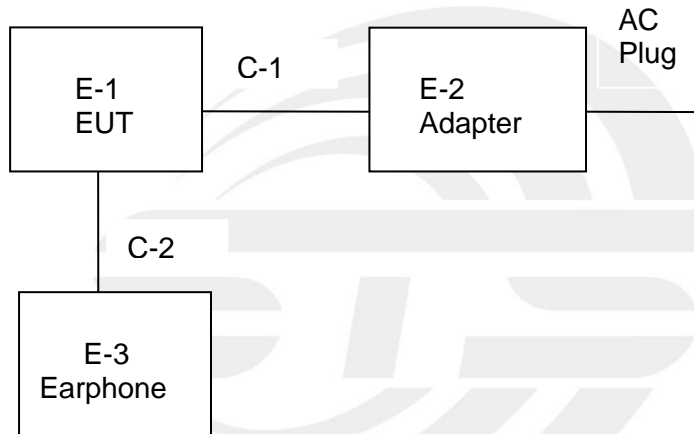 AC
Plug
C-1
E-1
EUT
E-2
Adapter
C-2
E-3
Earphone